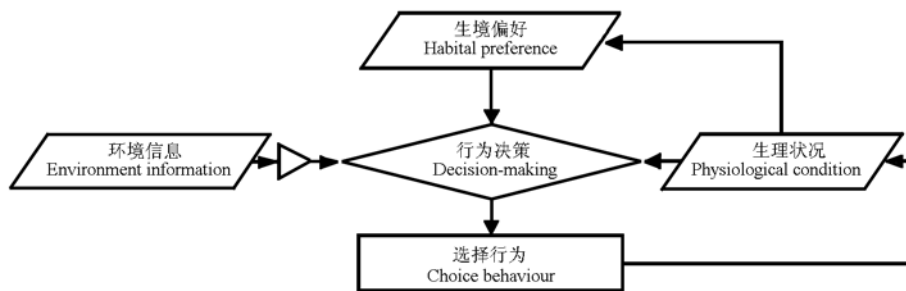 生境偏好
Habital preference
环境信息
Environment information
行为决策
Decision-making
生理状况
Physiological condition
选择行为
Choice behaviour